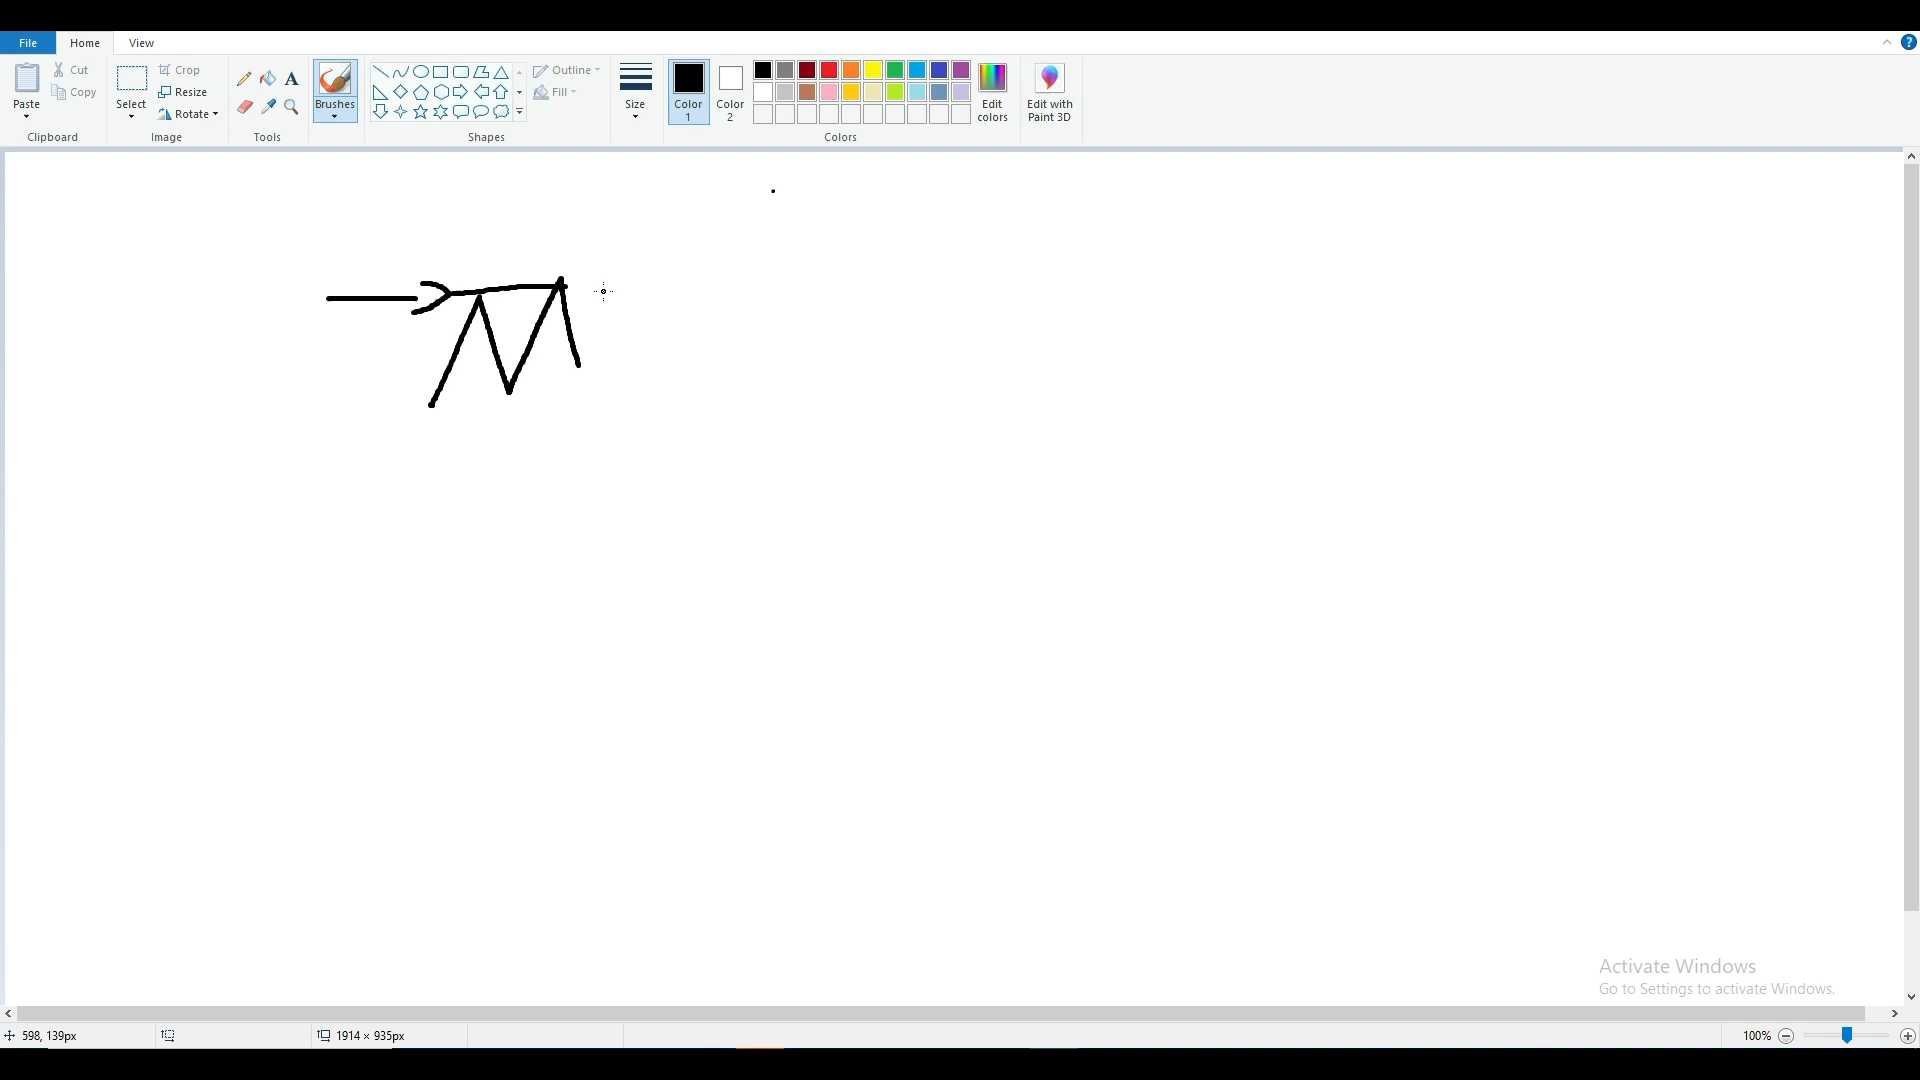 File Home View
Paste Cut Copy Select Crop Resize Rotate A Brushes Outline Fill Size Color 1 Color 2 Edit colors Edit with Paint 3D ?
Clipboard Image Tools Shapes Colors
Activate Windows
Go to Settings to activate Windows.
598, 139px 1914 × 935px 100%